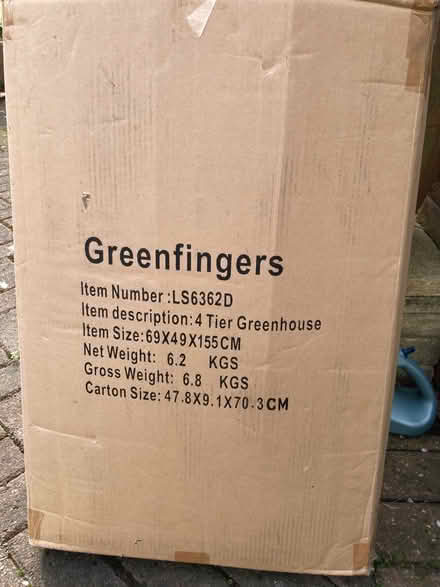 Greenfingers
Item Number :LS6362D
Item description:4 Tier Greenhouse
Item Size:69X49X155CM
Net Weight: 6.2 KGS
Gross Weight: 6.8 KGS
Carton Size:47.8X9.1X70.3CM